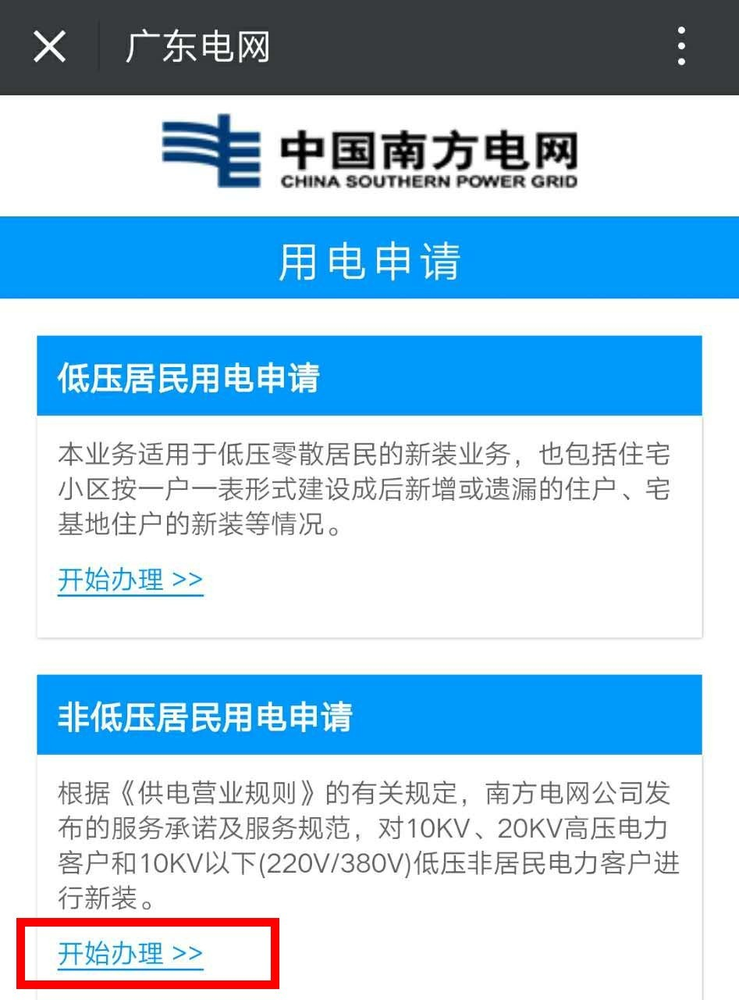 广东电网
中国南方电网
CHINA SOUTHERN POWER GRID
用电申请
低压居民用电申请
本业务适用于低压零散居民的新装业务，也包括住宅
小区按一户一表形式建设成后新增或遗漏的住户、宅
基地住户的新装等情况。
开始办理 >>
非低压居民用电申请
根据《供电营业规则》的有关规定，南方电网公司发
布的服务承诺及服务规范，对10KV、20KV高压电力
客户和10KV以下(220V/380V)低压非居民电力客户进
行新装。
开始办理 >>